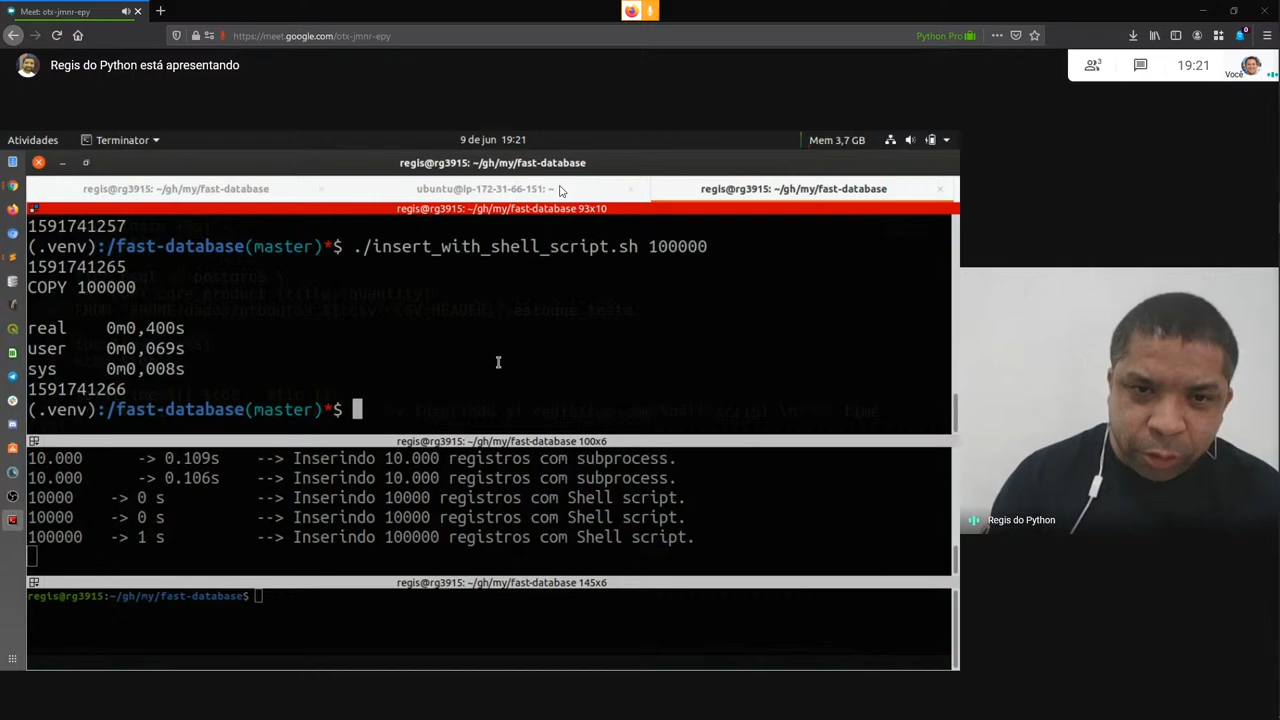 Meet: otx-jmnr-epy
https://meet.google.com/otx-jmnr-epy
Python Pro
Regis do Python está apresentando
3
19:21
Você
Atividades
Terminator
9 de jun 19:21
Mem 3,7 GB
regis@rg3915: ~/gh/my/fast-database
regis@rg3915: ~/gh/my/fast-database
ubuntu@ip-172-31-66-151: ~
regis@rg3915: ~/gh/my/fast-database
regis@rg3915: ~/gh/my/fast-database 93x10
1591741257
(.venv):/fast-database(master)*$ ./insert_with_shell_script.sh 100000
1591741265
COPY 100000
real 0m0,400s
user 0m0,069s
sys 0m0,008s
1591741266
(.venv):/fast-database(master)*$
regis@rg3915: ~/gh/my/fast-database 100x6
10.000 -> 0.109s --> Inserindo 10.000 registros com subprocess.
10.000 -> 0.106s --> Inserindo 10.000 registros com subprocess.
10000 -> 0 s --> Inserindo 10000 registros com Shell script.
10000 -> 0 s --> Inserindo 10000 registros com Shell script.
100000 -> 1 s --> Inserindo 100000 registros com Shell script.
regis@rg3915: ~/gh/my/fast-database 145x6
regis@rg3915:~/gh/my/fast-database$
Regis do Python